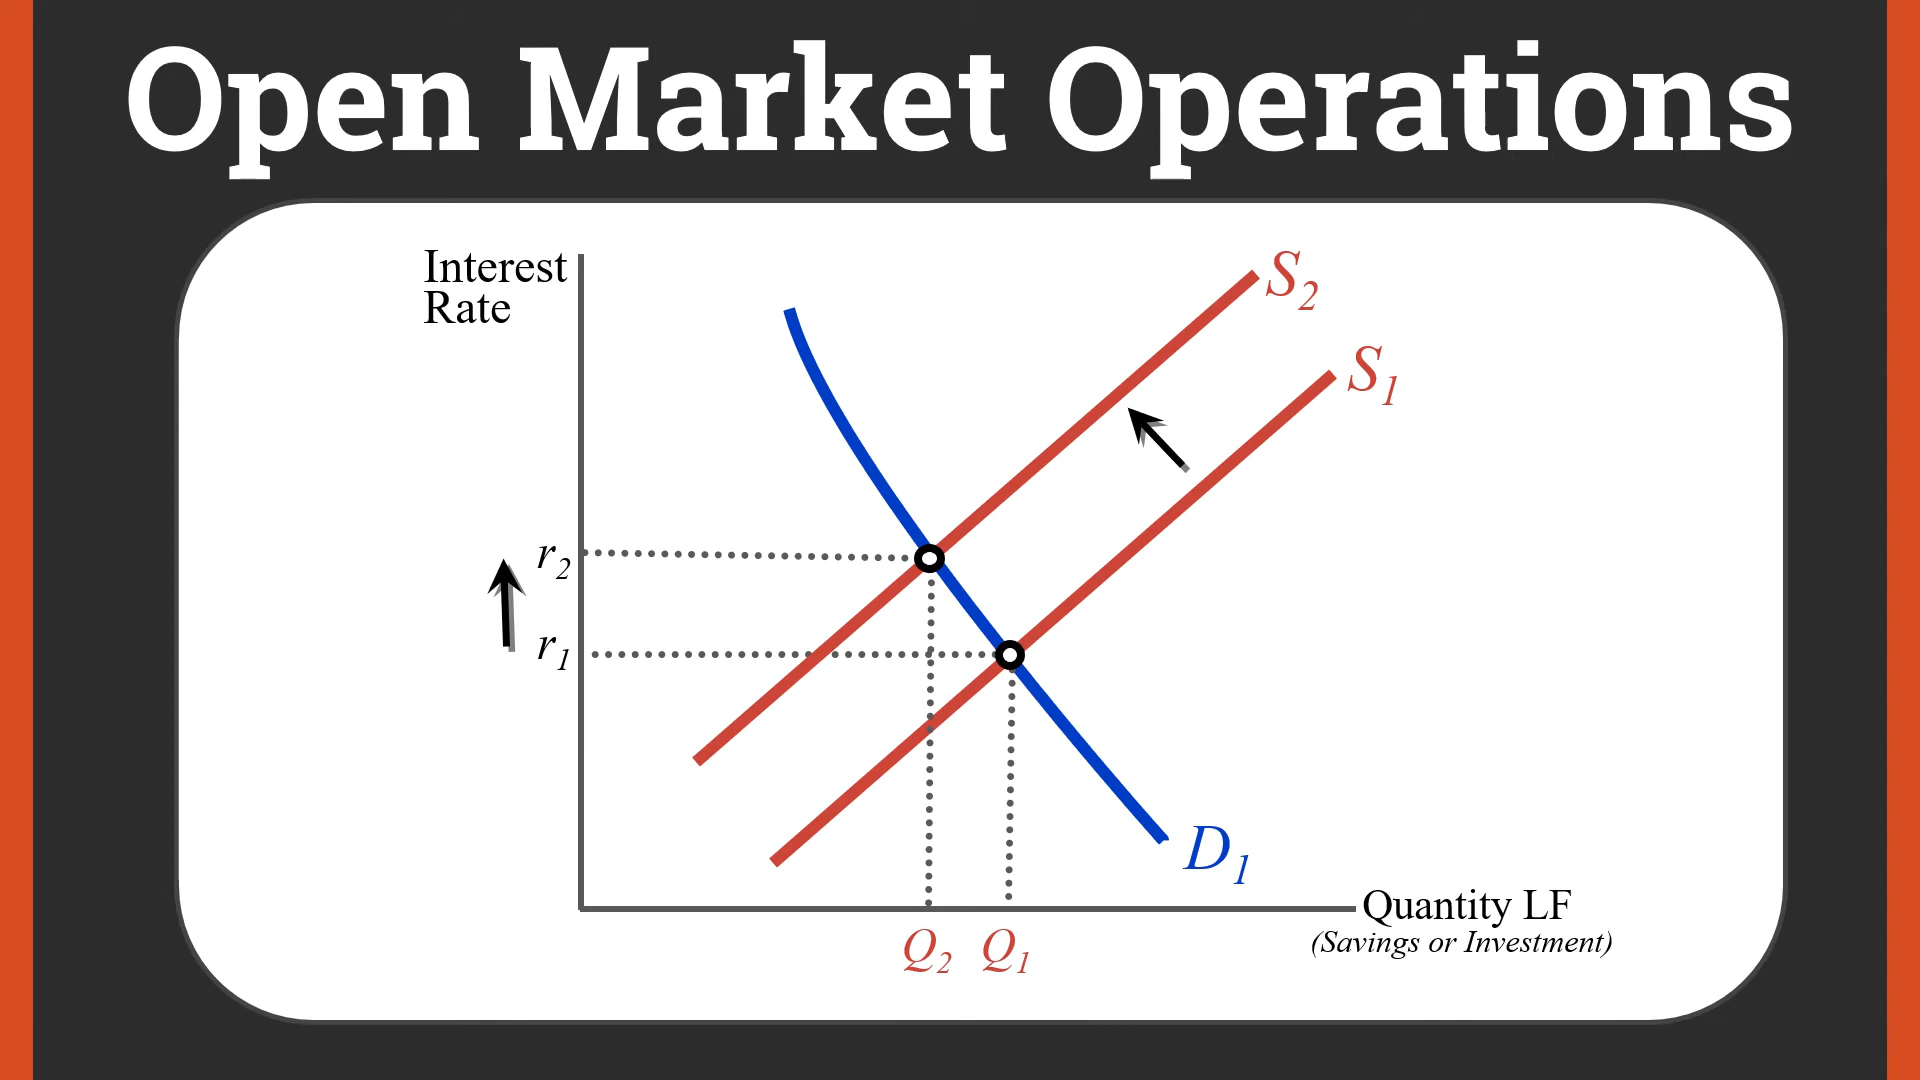 Open Market Operations
Interest
Rate
S2
S1
r2
r1
D1
Quantity LF
(Savings or Investment)
Q2 Q1